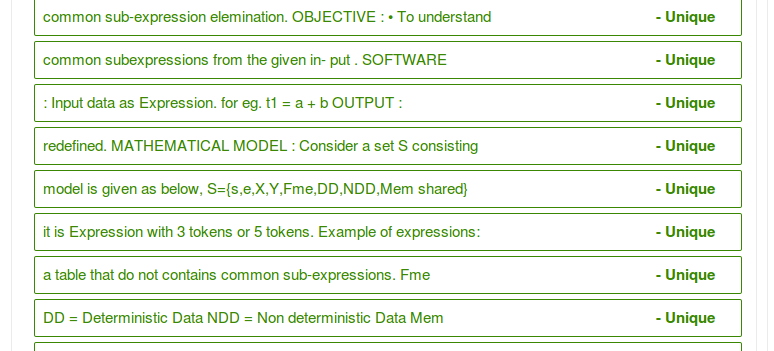 common sub-expression elemination. OBJECTIVE : • To understand - Unique
common subexpressions from the given in- put . SOFTWARE - Unique
: Input data as Expression. for eg. t1 = a + b OUTPUT : - Unique
redefined. MATHEMATICAL MODEL : Consider a set S consisting - Unique
model is given as below, S={s,e,X,Y,Fme,DD,NDD,Mem shared} - Unique
it is Expression with 3 tokens or 5 tokens. Example of expressions: - Unique
a table that do not contains common sub-expressions. Fme - Unique
DD = Deterministic Data NDD = Non deterministic Data Mem - Unique